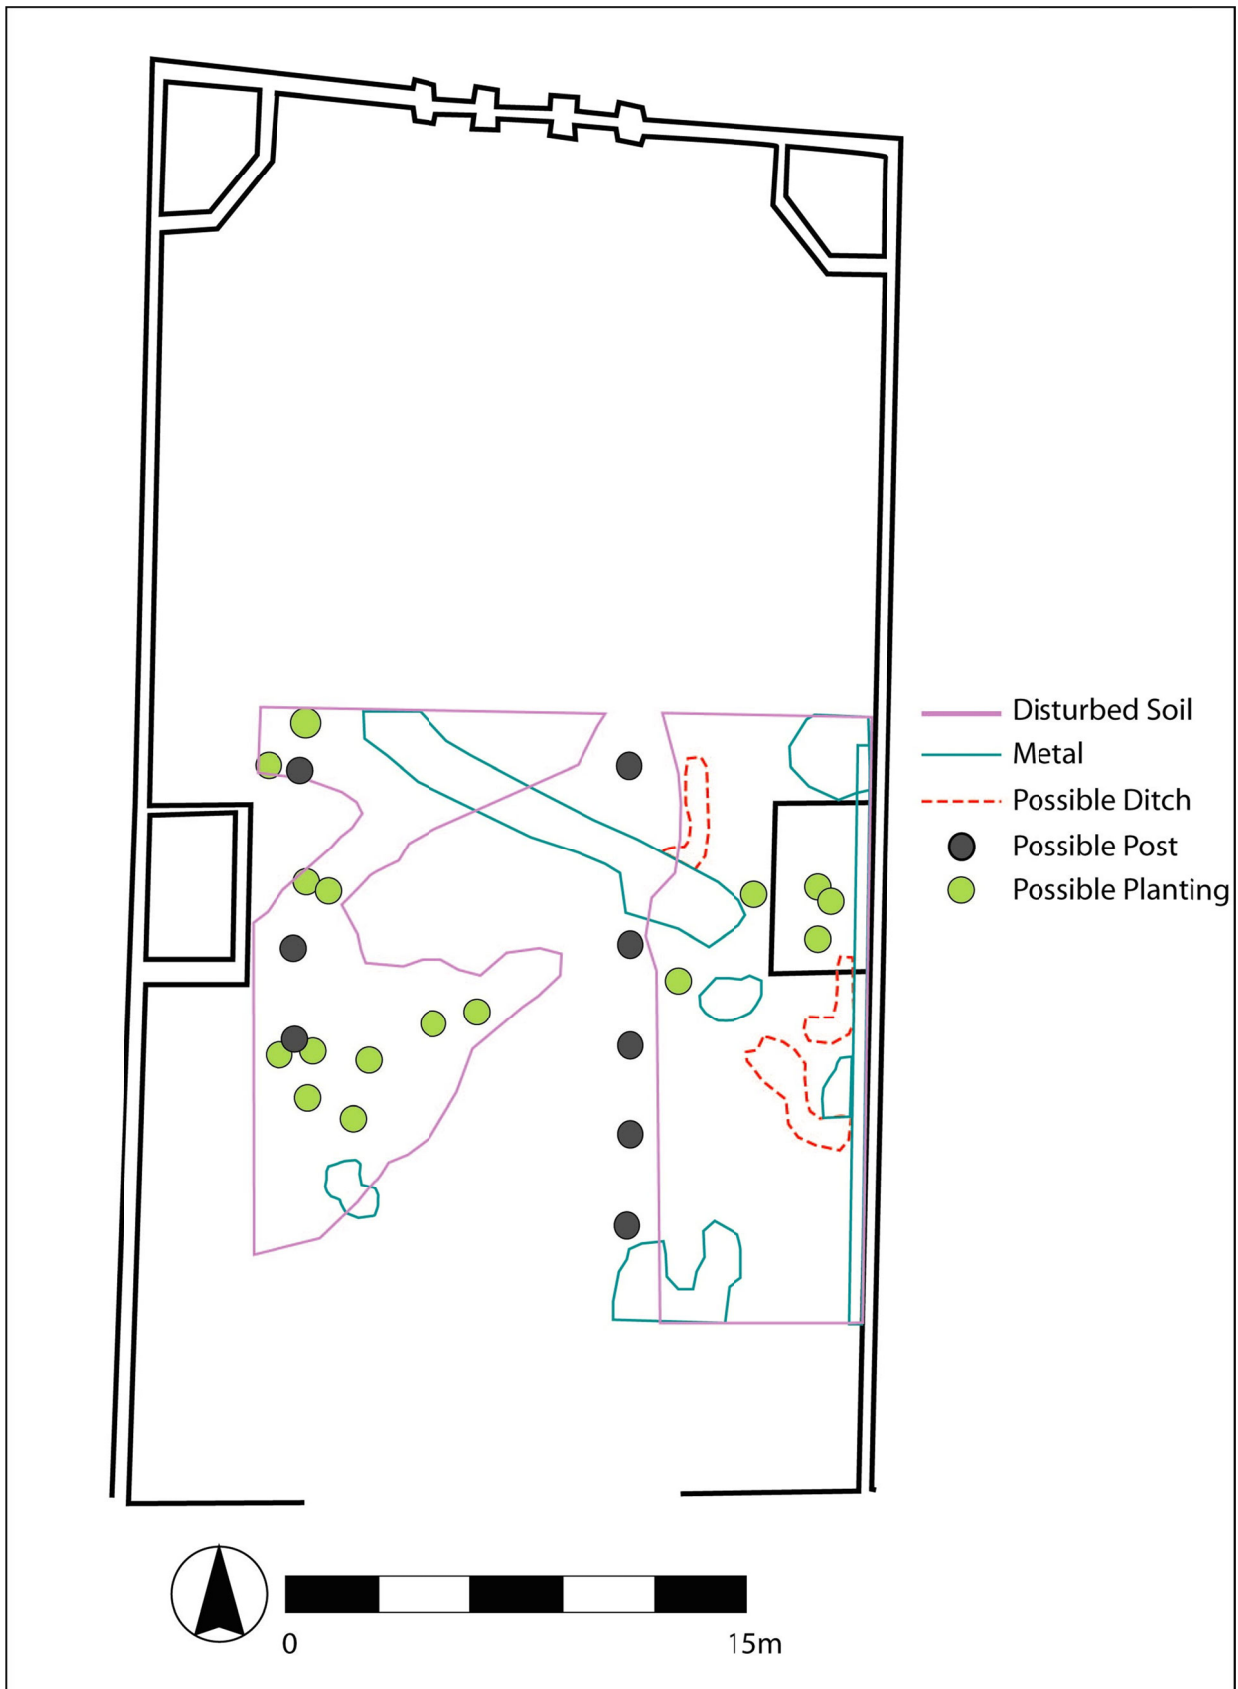 Disturbed Soil
Metal
Possible Ditch
Possible Post
Possible Planting
0 15m